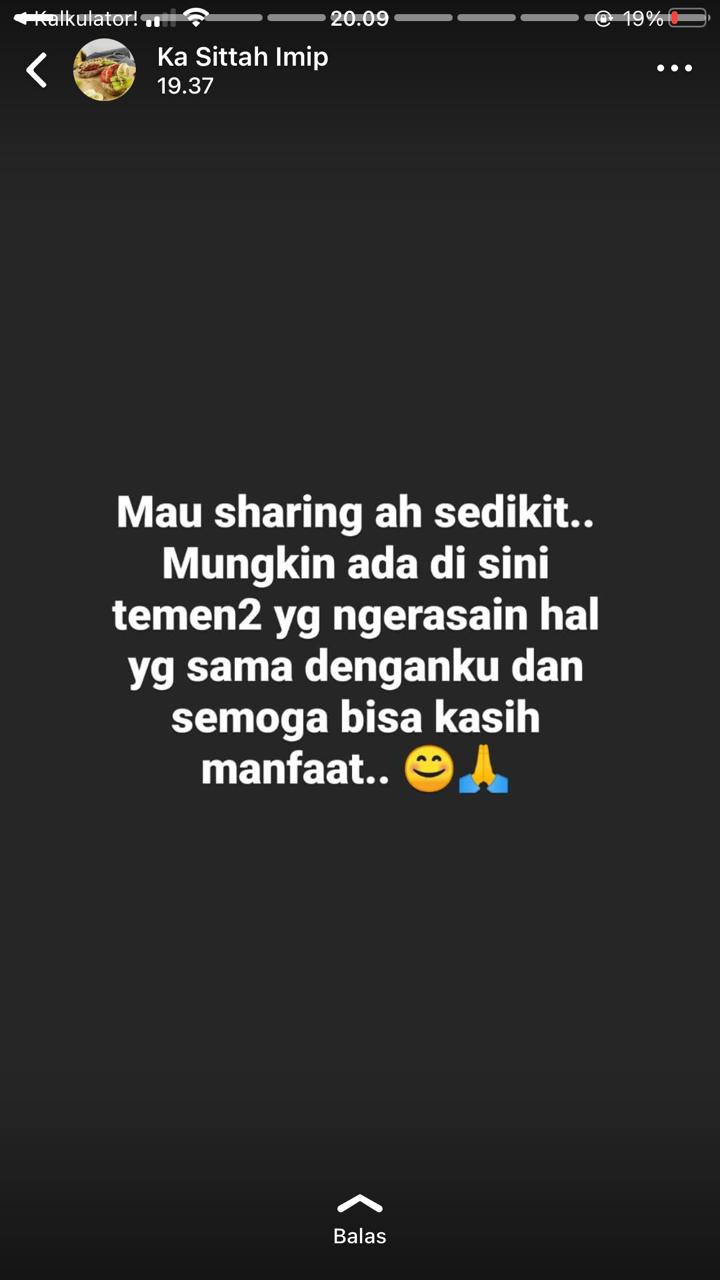 Kalkulator! 20.09 19%
Ka Sittah Imip
19.37
Mau sharing ah sedikit..
Mungkin ada di sini
temen2 yg ngerasain hal
yg sama denganku dan
semoga bisa kasih
manfaat.. 😊🙏
Balas